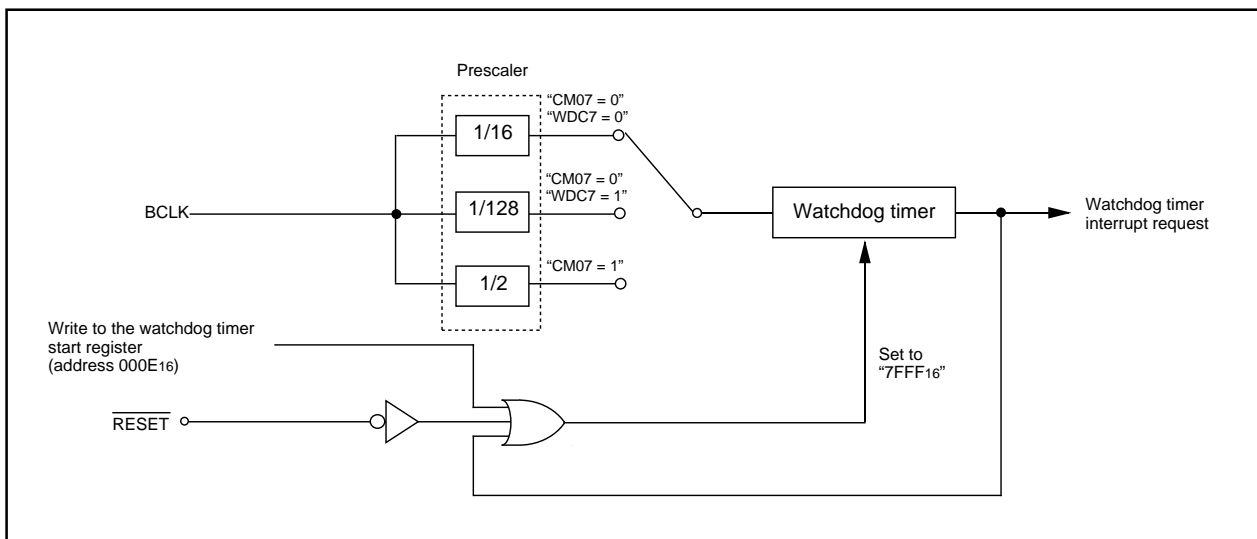 Prescaler
“CM07 = 0”
“WDC7 = 0”
1/16
“CM07 = 0”
“WDC7 = 1”
BCLK
1/128
Watchdog timer
Watchdog timer
interrupt request
“CM07 = 1”
1/2
Write to the watchdog timer
start register
(address 000E16)
Set to
“7FFF16”
RESET